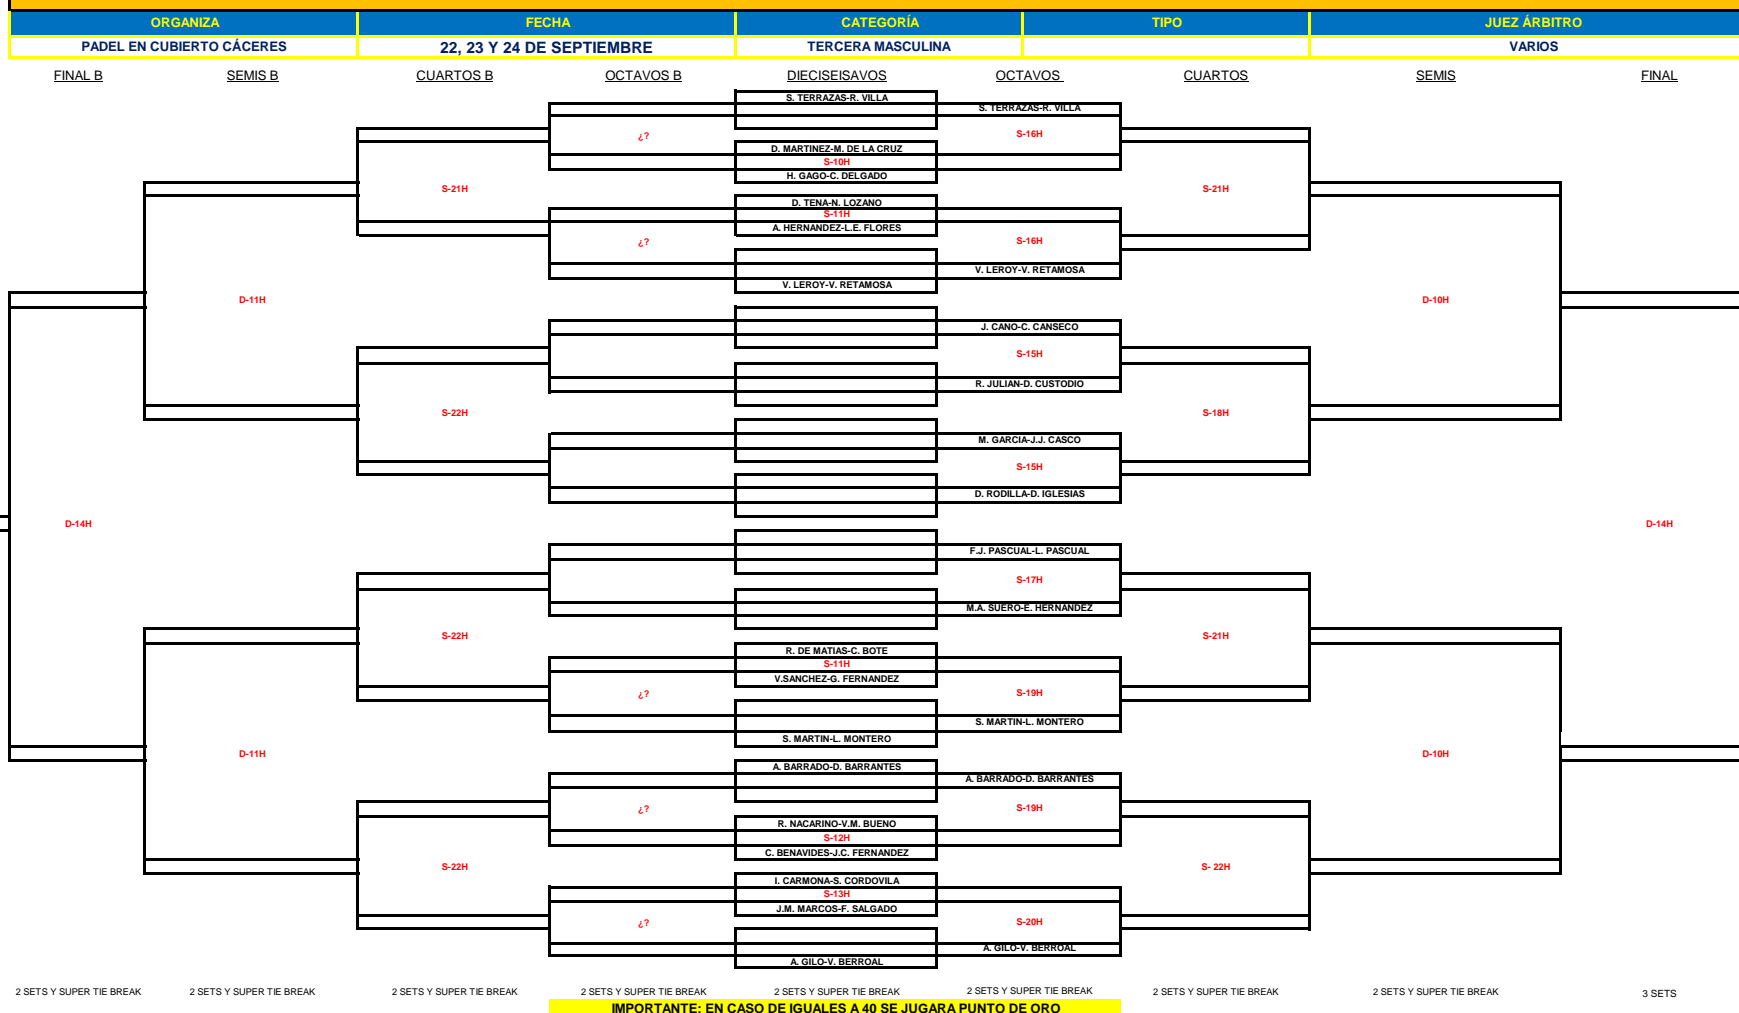 ORGANIZA FECHA CATEGORÍA TIPO JUEZ ÁRBITRO
PADEL EN CUBIERTO CÁCERES 22, 23 Y 24 DE SEPTIEMBRE TERCERA MASCULINA VARIOS
FINAL B SEMIS B CUARTOS B OCTAVOS B DIECISEISAVOS OCTAVOS CUARTOS SEMIS FINAL
S. TERRAZAS-R. VILLA
S. TERRAZAS-R. VILLA
¿? S-16H
D. MARTINEZ-M. DE LA CRUZ
S-10H
H. GAGO-C. DELGADO
S-21H S-21H
D. TENA-N. LOZANO
S-11H
A. HERNANDEZ-L.E. FLORES
¿? S-16H
V. LEROY-V. RETAMOSA
V. LEROY-V. RETAMOSA
D-11H D-10H
J. CANO-C. CANSECO
S-15H
R. JULIAN-D. CUSTODIO
S-22H S-18H
M. GARCIA-J.J. CASCO
S-15H
D. RODILLA-D. IGLESIAS
D-14H D-14H
F.J. PASCUAL-L. PASCUAL
S-17H
M.A. SUERO-E. HERNANDEZ
S-22H S-21H
R. DE MATIAS-C. BOTE
S-11H
V.SANCHEZ-G. FERNANDEZ
¿? S-19H
S. MARTIN-L. MONTERO
S. MARTIN-L. MONTERO
D-11H D-10H
A. BARRADO-D. BARRANTES
A. BARRADO-D. BARRANTES
¿? S-19H
R. NACARINO-V.M. BUENO
S-12H
C. BENAVIDES-J.C. FERNANDEZ
S-22H S- 22H
I. CARMONA-S. CORDOVILA
S-13H
J.M. MARCOS-F. SALGADO
¿? S-20H
A. GILO-V. BERROAL
A. GILO-V. BERROAL
2 SETS Y SUPER TIE BREAK 2 SETS Y SUPER TIE BREAK 2 SETS Y SUPER TIE BREAK 2 SETS Y SUPER TIE BREAK 2 SETS Y SUPER TIE BREAK 2 SETS Y SUPER TIE BREAK 2 SETS Y SUPER TIE BREAK 2 SETS Y SUPER TIE BREAK 3 SETS
IMPORTANTE: EN CASO DE IGUALES A 40 SE JUGARA PUNTO DE ORO